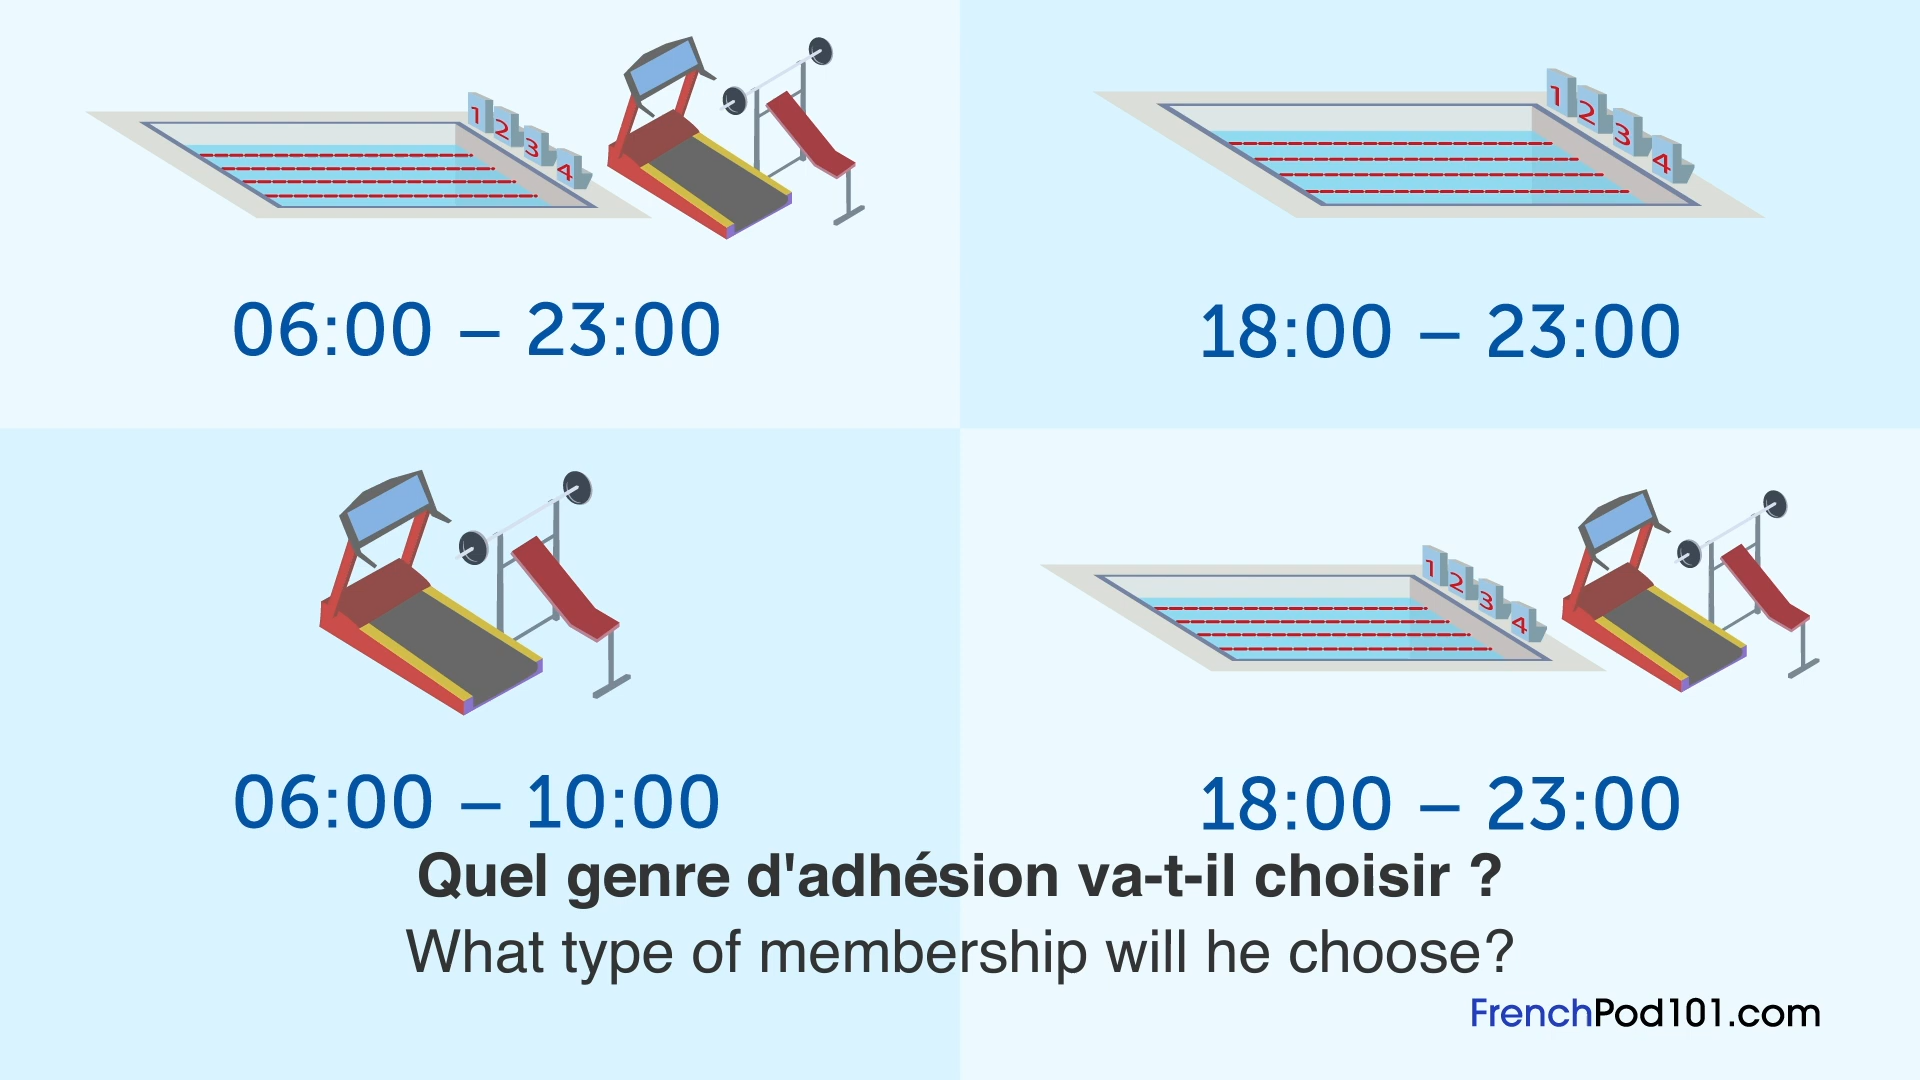 1 2 3 4
06:00 – 23:00
1 2 3 4
18:00 – 23:00
06:00 – 10:00
1 2 3 4
18:00 – 23:00
Quel genre d'adhésion va-t-il choisir ?
What type of membership will he choose?
FrenchPod101.com